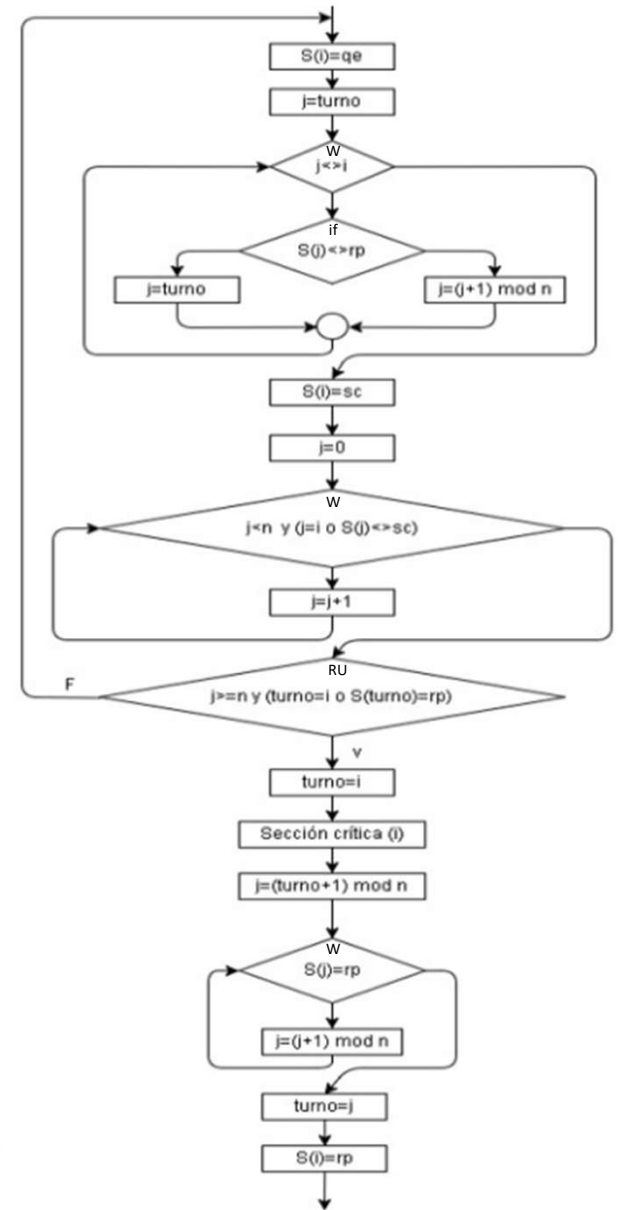 S(i)=qe
j=turno
W
j<>i
if
S(j)<>rp
j=turno
j=(j+1) mod n
S(i)=sc
j=0
W
j<n y (j=i o S(j)<>sc)
j=j+1
RU
j>=n y (turno=i o S(turno)=rp)
F
v
turno=i
Sección crítica (i)
j=(turno+1) mod n
W
S(j)=rp
j=(j+1) mod n
turno=j
S(i)=rp